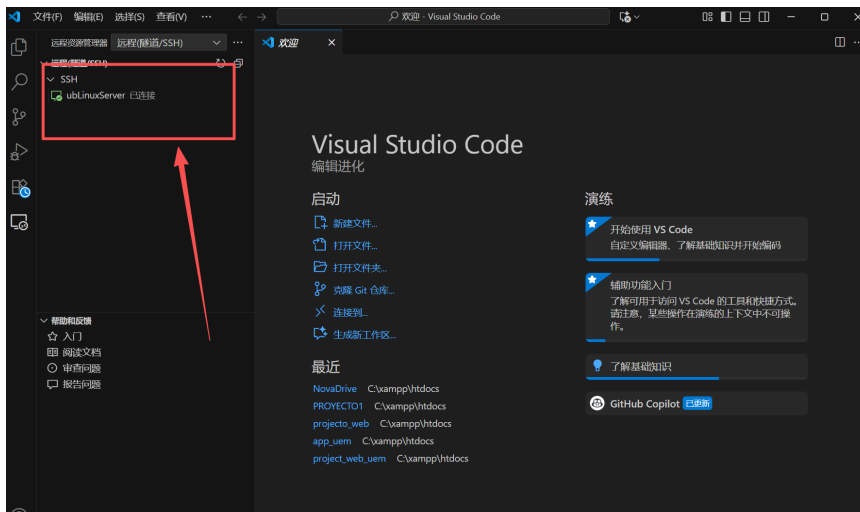 文件(F) 编辑(E) 选择(S) 查看(V) ··· 欢迎 - Visual Studio Code
远程资源管理器 远程(隧道/SSH)
欢迎
远程(隧道/SSH)
SSH
ubLinuxServer 已连接
帮助和反馈
入门
阅读文档
审查问题
报告问题
Visual Studio Code
编辑进化
启动
新建文件...
打开文件...
打开文件夹...
克隆 Git 仓库...
连接到...
生成新工作区...
最近
NovaDrive C:\xampp\htdocs
PROYECTO1 C:\xampp\htdocs
projecto_web C:\xampp\htdocs
app_uem C:\xampp\htdocs
project_web_uem C:\xampp\htdocs
演练
开始使用 VS Code
自定义编辑器、了解基础知识并开始编码
辅助功能入门
了解可用于访问 VS Code 的工具和快捷方式。
请注意，某些操作在演练的上下文中不可操
作。
了解基础知识
GitHub Copilot 已更新